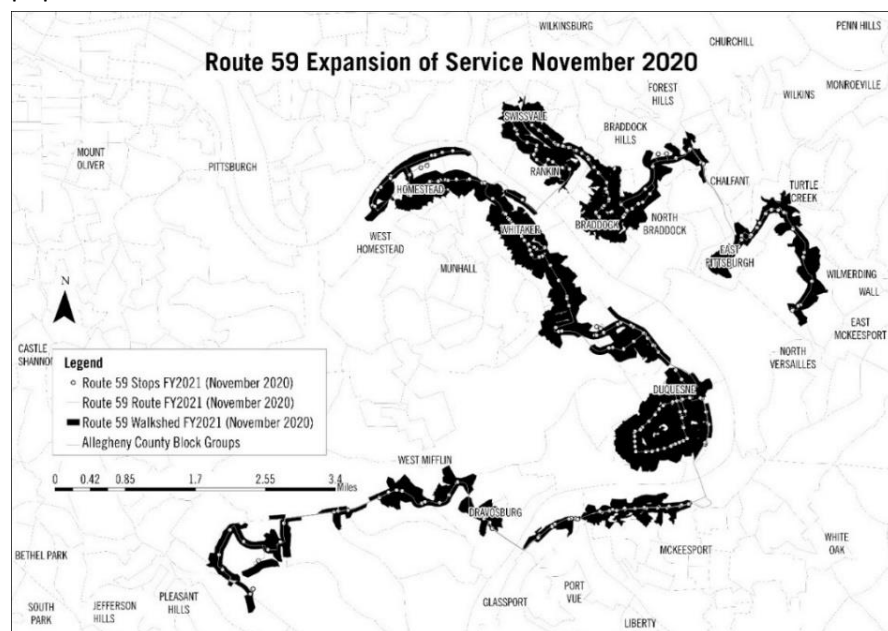 WILKINSBURG
PENN HILLS
CHURCHILL
Route 59 Expansion of Service November 2020
FOREST
HILLS
MONROEVILLE
WILKINS
SWISSVALE
BRADDOCK
HILLS
MOUNT
OLIVER
PITTSBURGH
RANKIN
CHALFANT
TURTLE
CREEK
HOMESTEAD
BRADDOCK
NORTH
BRADDOCK
WHITAKER
WEST
HOMESTEAD
EAST
PITTSBURGH
MUNHALL
WILMERDING
WALL
N
EAST
MCKEESPORT
CASTLE
SHANNO
NORTH
VERSAILLES
Legend
Route 59 Stops FY2021 (November 2020)
Route 59 Route FY2021 (November 2020)
Route 59 Walkshed FY2021 (November 2020)
Allegheny County Block Groups
DUQUESNE
WEST MIFFLIN
0 0.42 0.85 1.7 2.55 3.4
Miles
DRAVOSBURG
BETHEL PARK
MCKEESPORT
WHITE
OAK
PLEASANT
HILLS
PORT
VUE
GLASSPORT
SOUTH
PARK
JEFFERSON
HILLS
LIBERTY